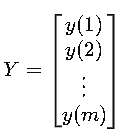 y(1)
y(2)
Y = ⋮
y(m)